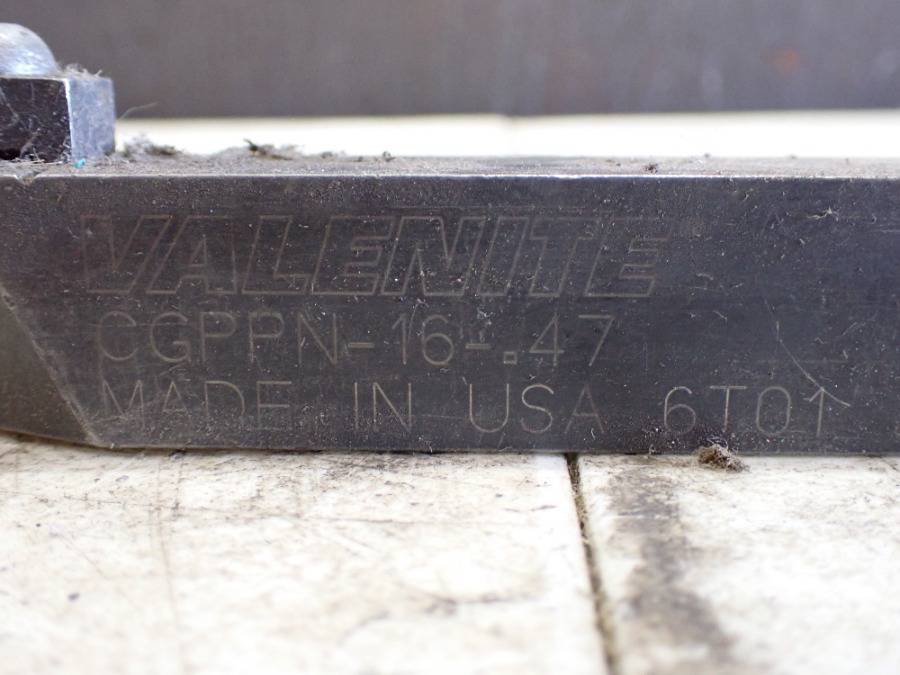 VALENITE
CGPPN-16-.47
MADE IN USA 6T01